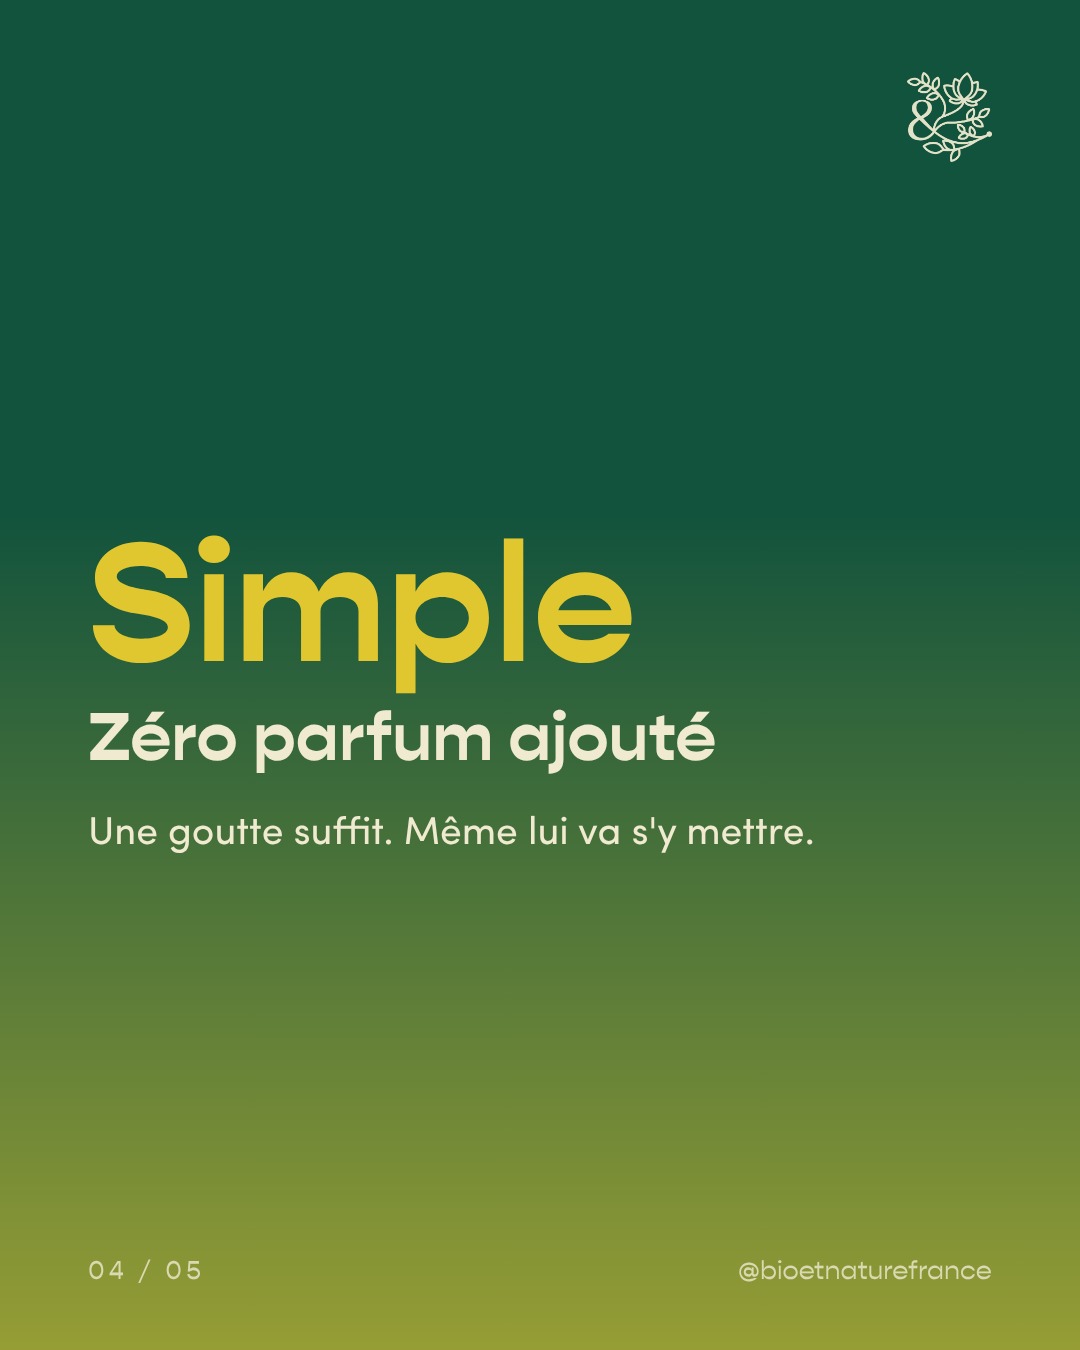 &
Simple
Zéro parfum ajouté
Une goutte suffit. Même lui va s'y mettre.
04 / 05
@bioetnaturefrance